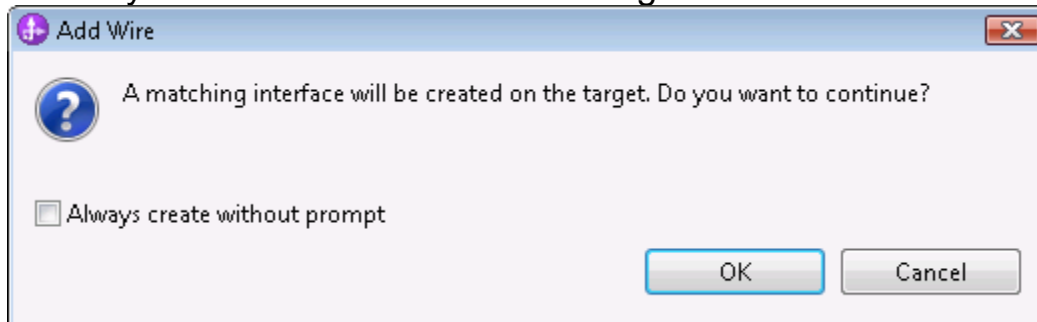 Add Wire
A matching interface will be created on the target. Do you want to continue?
Always create without prompt
OK Cancel